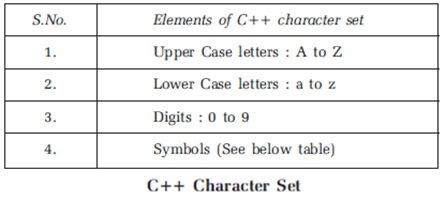 S.No. Elements of C++ character set
1. Upper Case letters : A to Z
2. Lower Case letters : a to z
3. Digits : 0 to 9
4. Symbols (See below table)
C++ Character Set